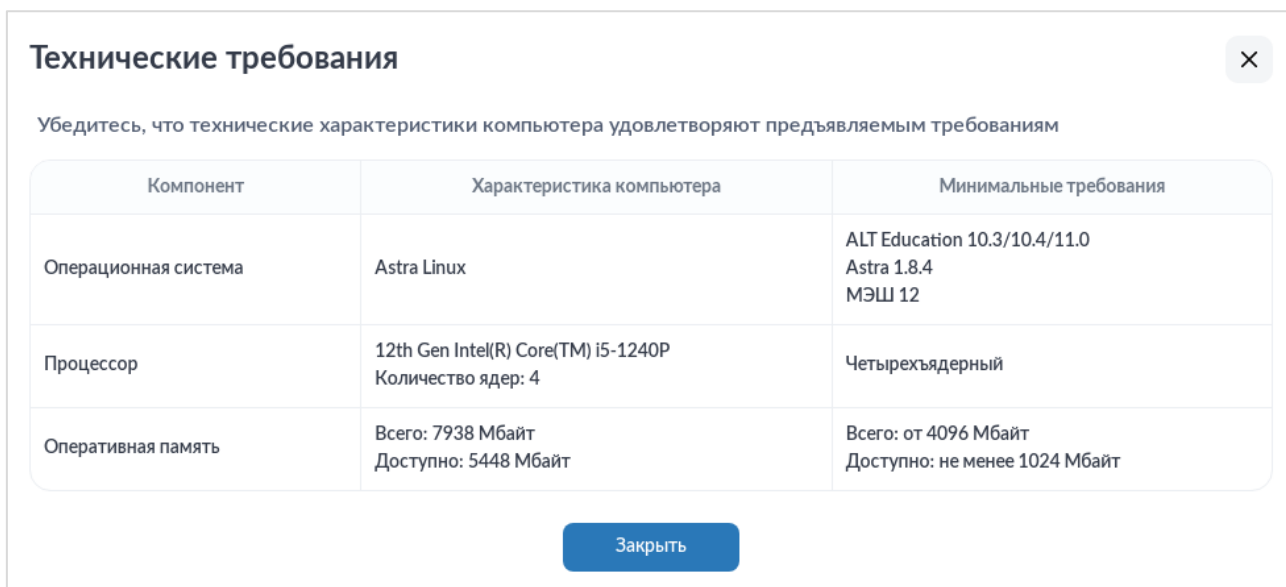 Технические требования
Убедитесь, что технические характеристики компьютера удовлетворяют предъявляемым требованиям
Компонент
Характеристика компьютера
Минимальные требования
Операционная система
Astra Linux
ALT Education 10.3/10.4/11.0
Astra 1.8.4
МЭШ 12
Процессор
12th Gen Intel(R) Core(TM) i5-1240P
Количество ядер: 4
Четырехъядерный
Оперативная память
Всего: 7938 Мбайт
Доступно: 5448 Мбайт
Всего: от 4096 Мбайт
Доступно: не менее 1024 Мбайт
Закрыть